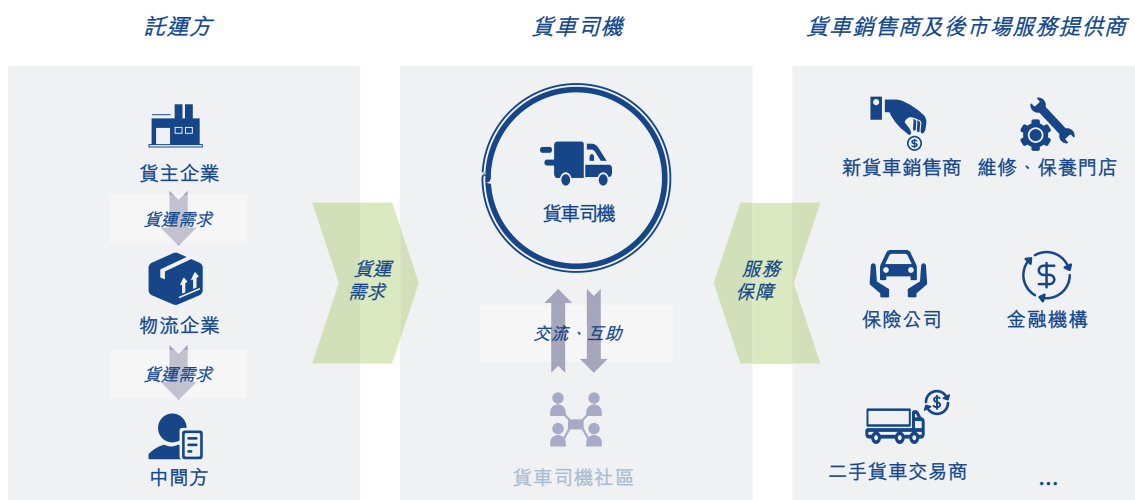 託運方
貨主企業
貨運需求
物流企業
貨運需求
中間方
貨運
需求
貨車司機
貨車司機
交流、互助
貨車司機社區
服務
保障
貨車銷售商及後市場服務提供商
新貨車銷售商
維修、保養門店
保險公司
金融機構
二手貨車交易商
...